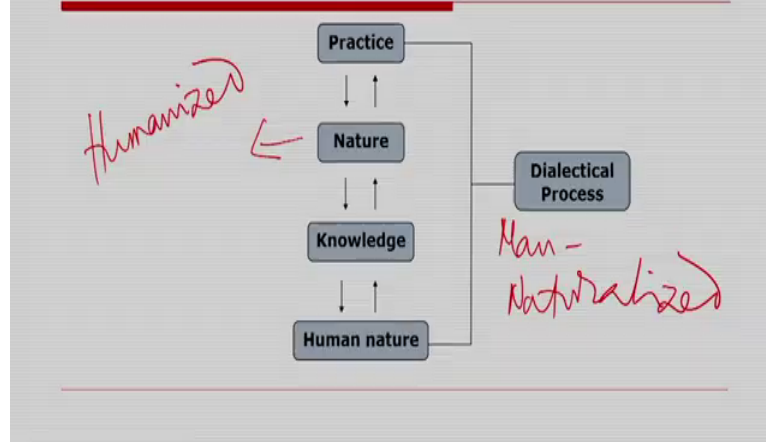 Practice
Humanized
Nature
Dialectical
Process
Knowledge
Man -
Naturalized
Human nature